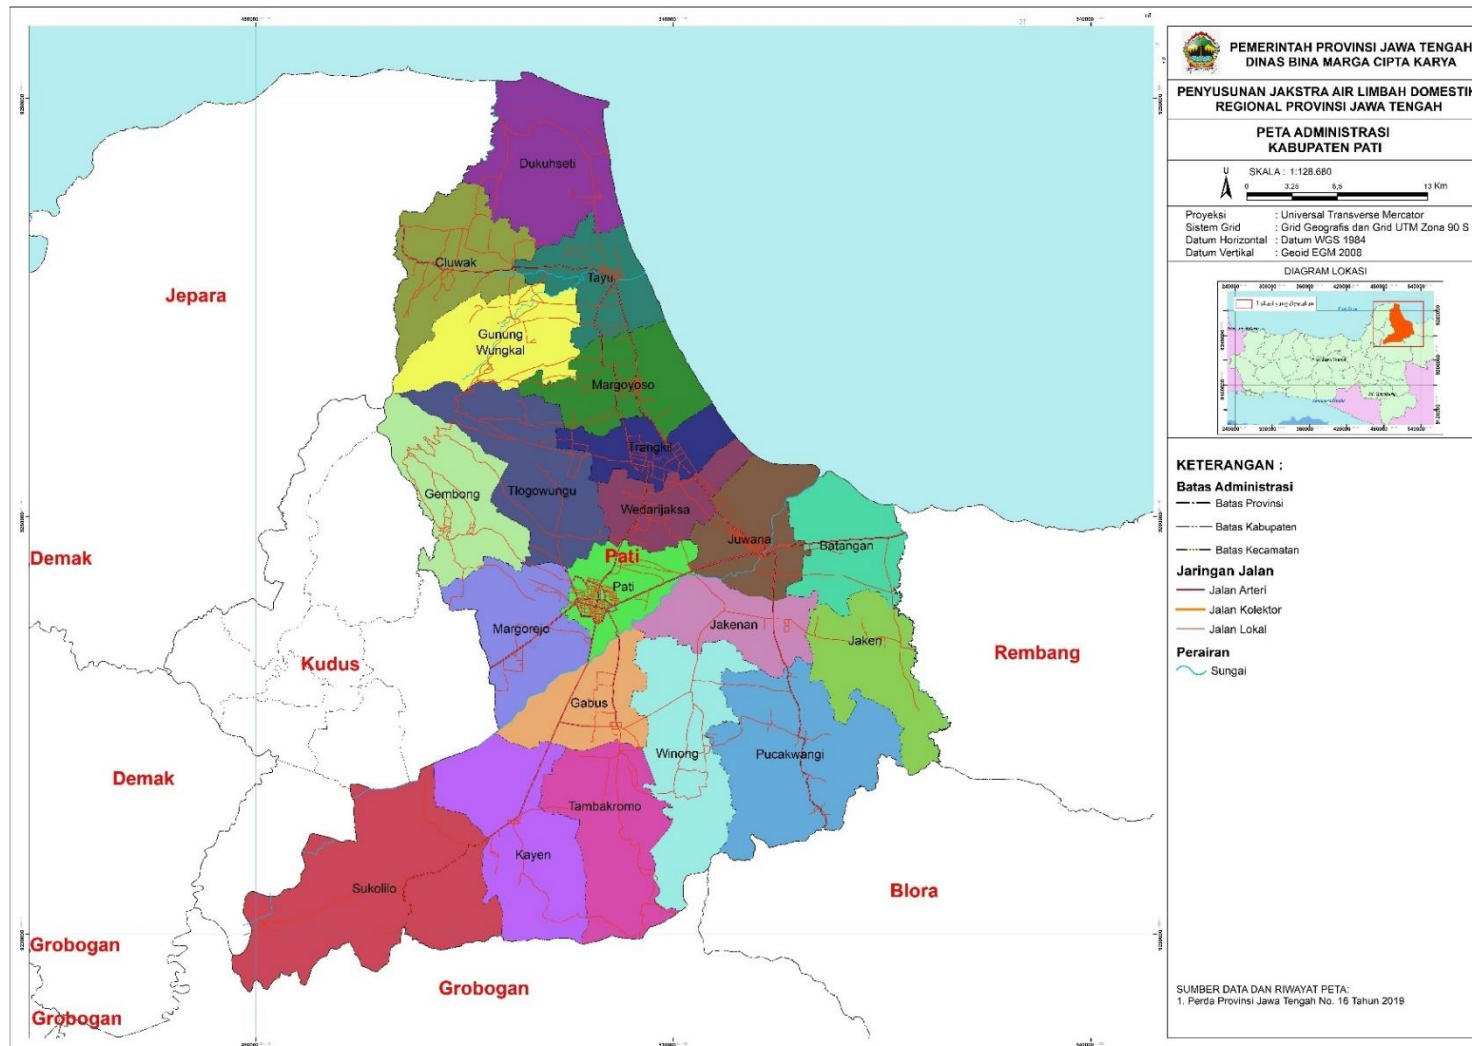 PEMERINTAH PROVINSI JAWA TENGAH
DINAS BINA MARGA CIPTA KARYA
PENYUSUNAN JAKSTRA AIR LIMBAH DOMESTIK
REGIONAL PROVINSI JAWA TENGAH
PETA ADMINISTRASI
KABUPATEN PATI
U
SKALA : 1:128.680
0 3,25 6,5 13 Km
Proyeksi : Universal Transverse Mercator
Sistem Grid : Grid Geografis dan Grid UTM Zona 90 S
Datum Horizontal : Datum WGS 1984
Datum Vertikal : Geoid EGM 2008
DIAGRAM LOKASI
KETERANGAN :
Batas Administrasi
Batas Provinsi
Batas Kabupaten
Batas Kecamatan
Jaringan Jalan
Jalan Arteri
Jalan Kolektor
Jalan Lokal
Perairan
Sungai
SUMBER DATA DAN RIWAYAT PETA:
1. Perda Provinsi Jawa Tengah No. 16 Tahun 2019
Dukuhseti
Cluwak
Tayu
Jepara
Gunung
Wungkal
Margoyoso
Trangkil
Gembong
Tlogowungu
Wedarijaksa
Juwana
Batangan
Demak
Pati
Pati
Margorejo
Jakenan
Jaken
Kudus
Rembang
Gabus
Winong
Pucakwangi
Demak
Tambakromo
Kayen
Sukolilo
Blora
Grobogan
Grobogan
Grobogan